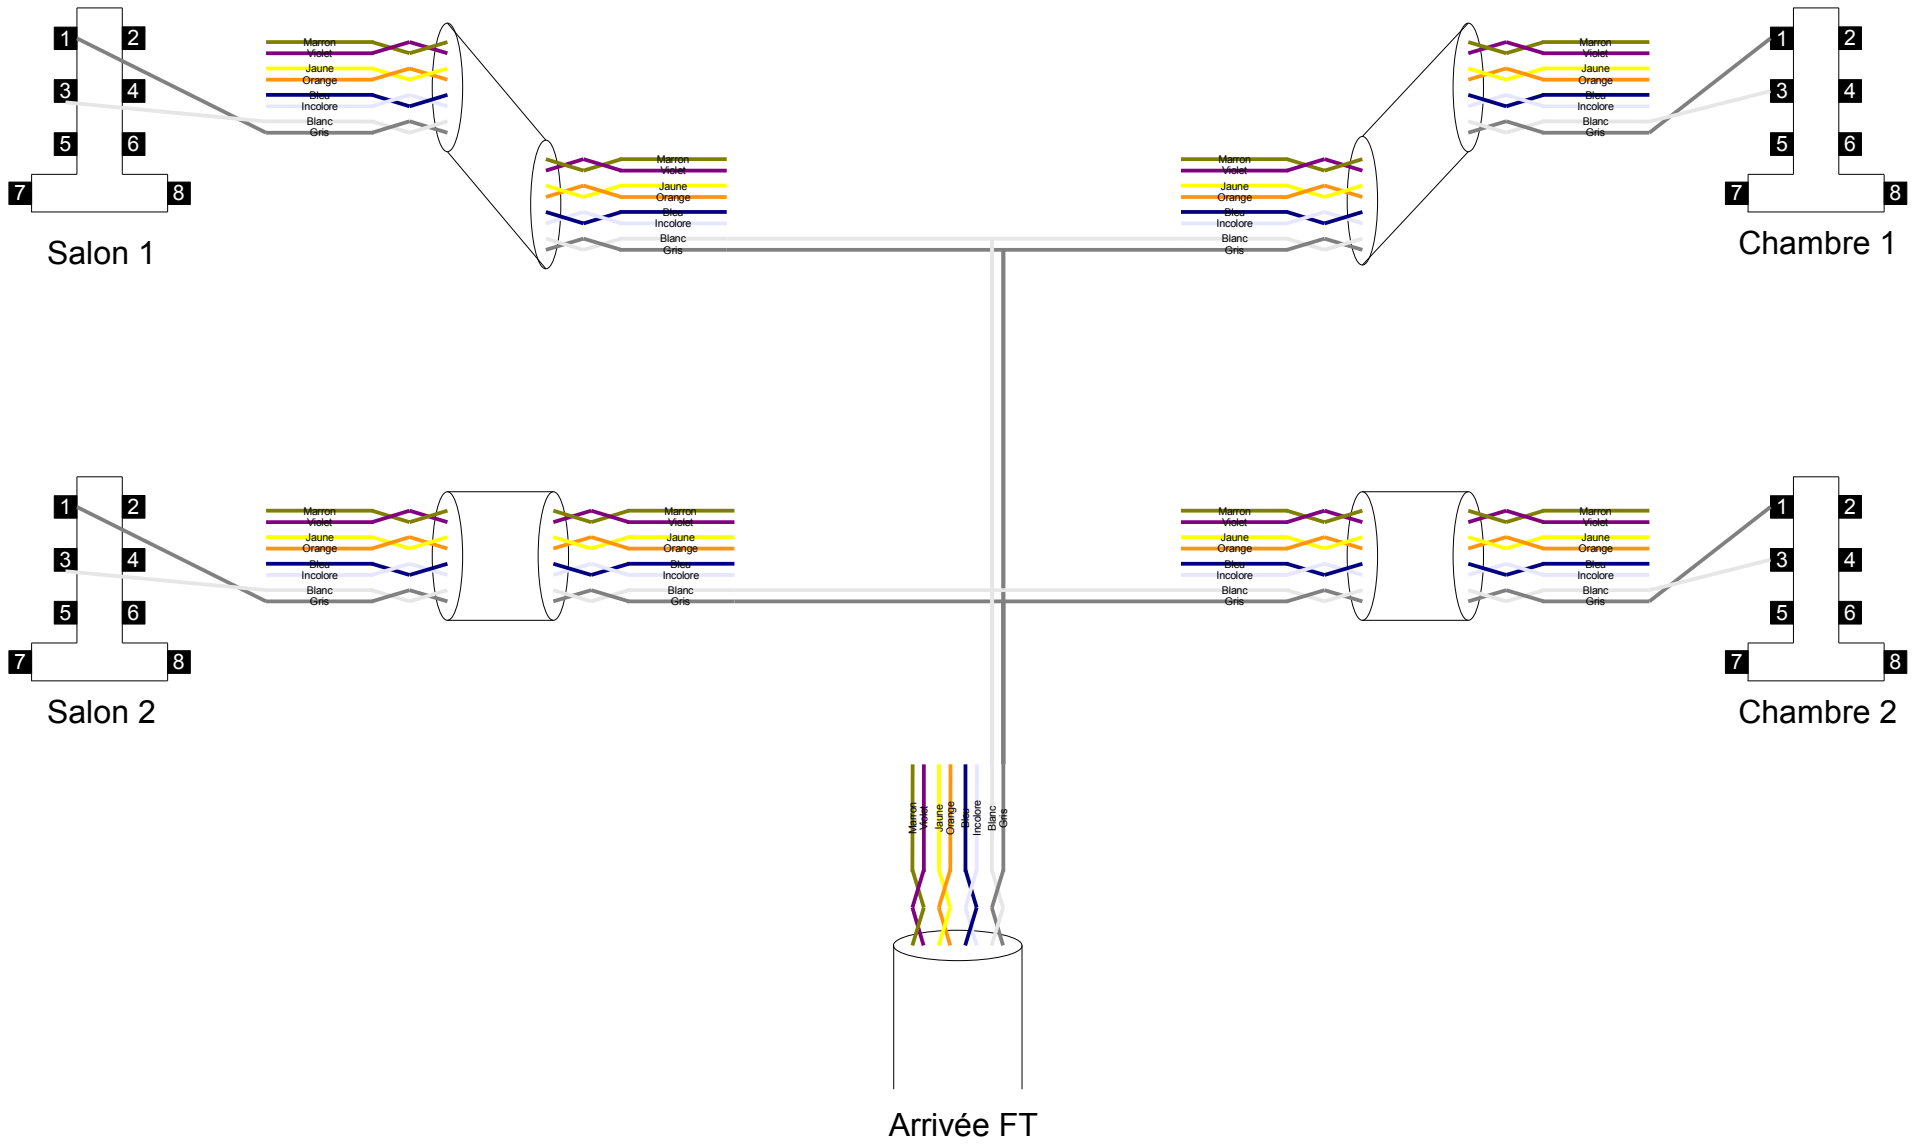 1 2 Marron Marron 1 2
Violet Violet
Jaune Jaune
Orange Orange
3 4 Bleu Bleu 3 4
Incolore Incolore
Blanc Blanc
Gris Gris
5 6 5 6
Marron Marron
Violet Violet
7 8 Jaune Jaune 7 8
Orange Orange
Bleu Bleu
Incolore Incolore
Blanc Blanc
Gris Gris
Salon 1 Chambre 1
1 2 Marron Marron Marron Marron 1 2
Violet Violet Violet Violet
Jaune Jaune Jaune Jaune
Orange Orange Orange Orange
3 4 Bleu Bleu Bleu Bleu 3 4
Incolore Incolore Incolore Incolore
Blanc Blanc Blanc Blanc
Gris Gris Gris Gris
5 6 5 6
7 8 7 8
Salon 2 Chambre 2
Marron
Violet
Jaune
Orange
Bleu
Incolore
Blanc
Gris
Arrivée FT